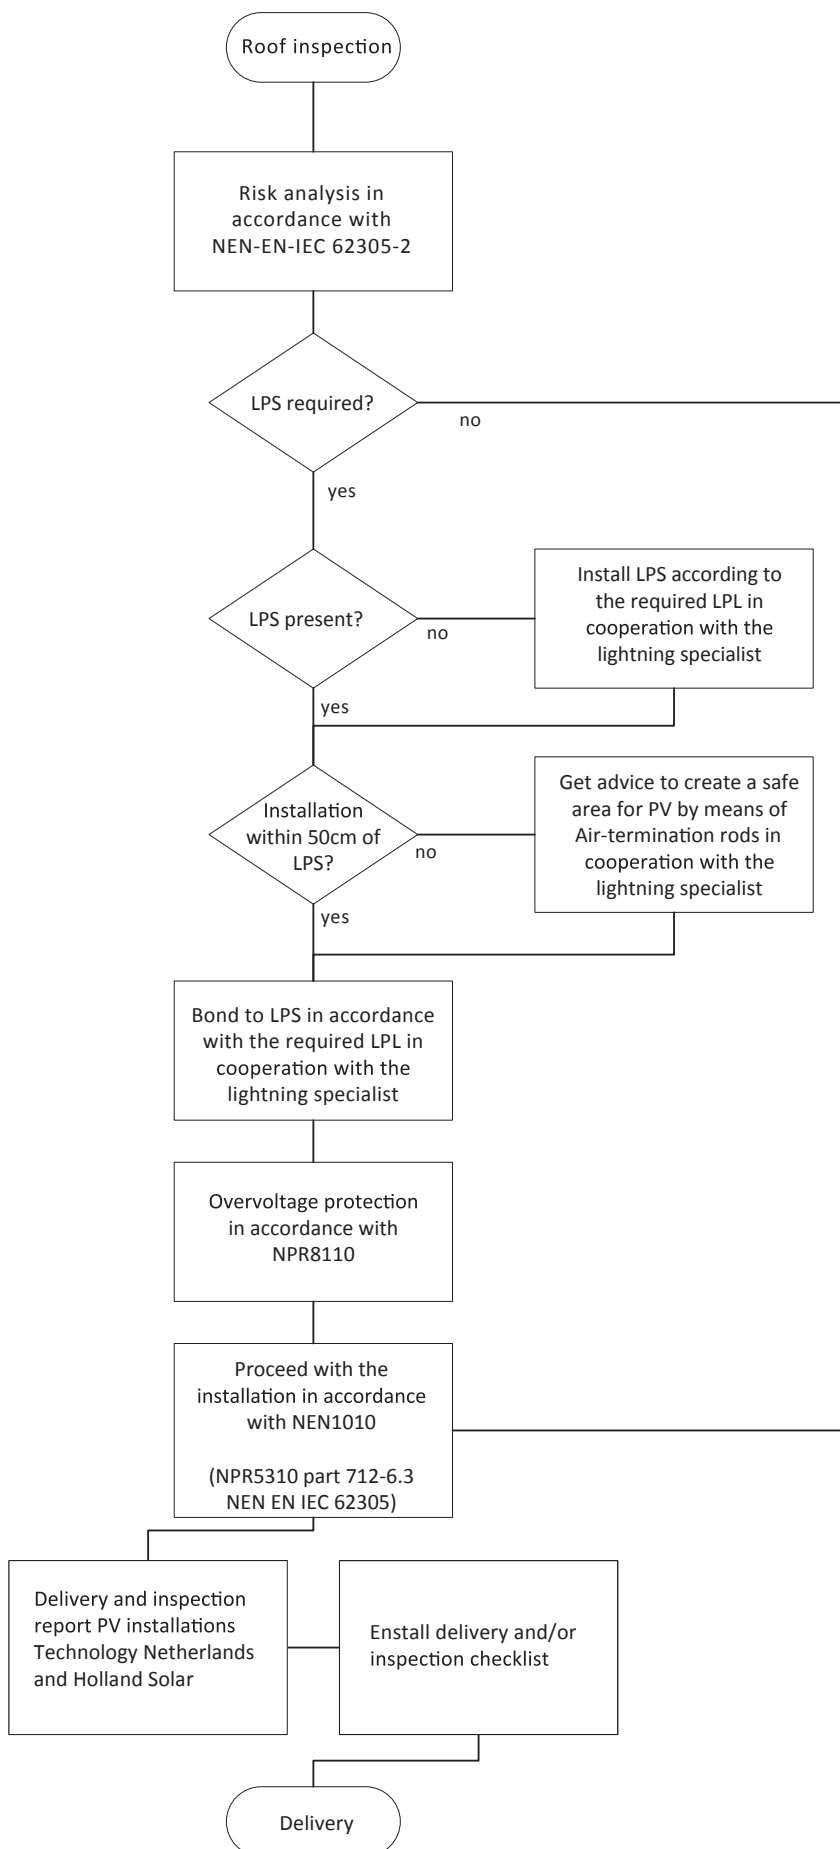 Roof inspection
Risk analysis in
accordance with
NEN-EN-IEC 62305-2
LPS required?
no
yes
LPS present?
no
Install LPS according to
the required LPL in
cooperation with the
lightning specialist
yes
Installation
within 50cm of
LPS?
no
Get advice to create a safe
area for PV by means of
Air-termination rods in
cooperation with the
lightning specialist
yes
Bond to LPS in accordance
with the required LPL in
cooperation with the
lightning specialist
Overvoltage protection
in accordance with
NPR8110
Proceed with the
installation in accordance
with NEN1010
(NPR5310 part 712-6.3
NEN EN IEC 62305)
Delivery and inspection
report PV installations
Technology Netherlands
and Holland Solar
Enstall delivery and/or
inspection checklist
Delivery